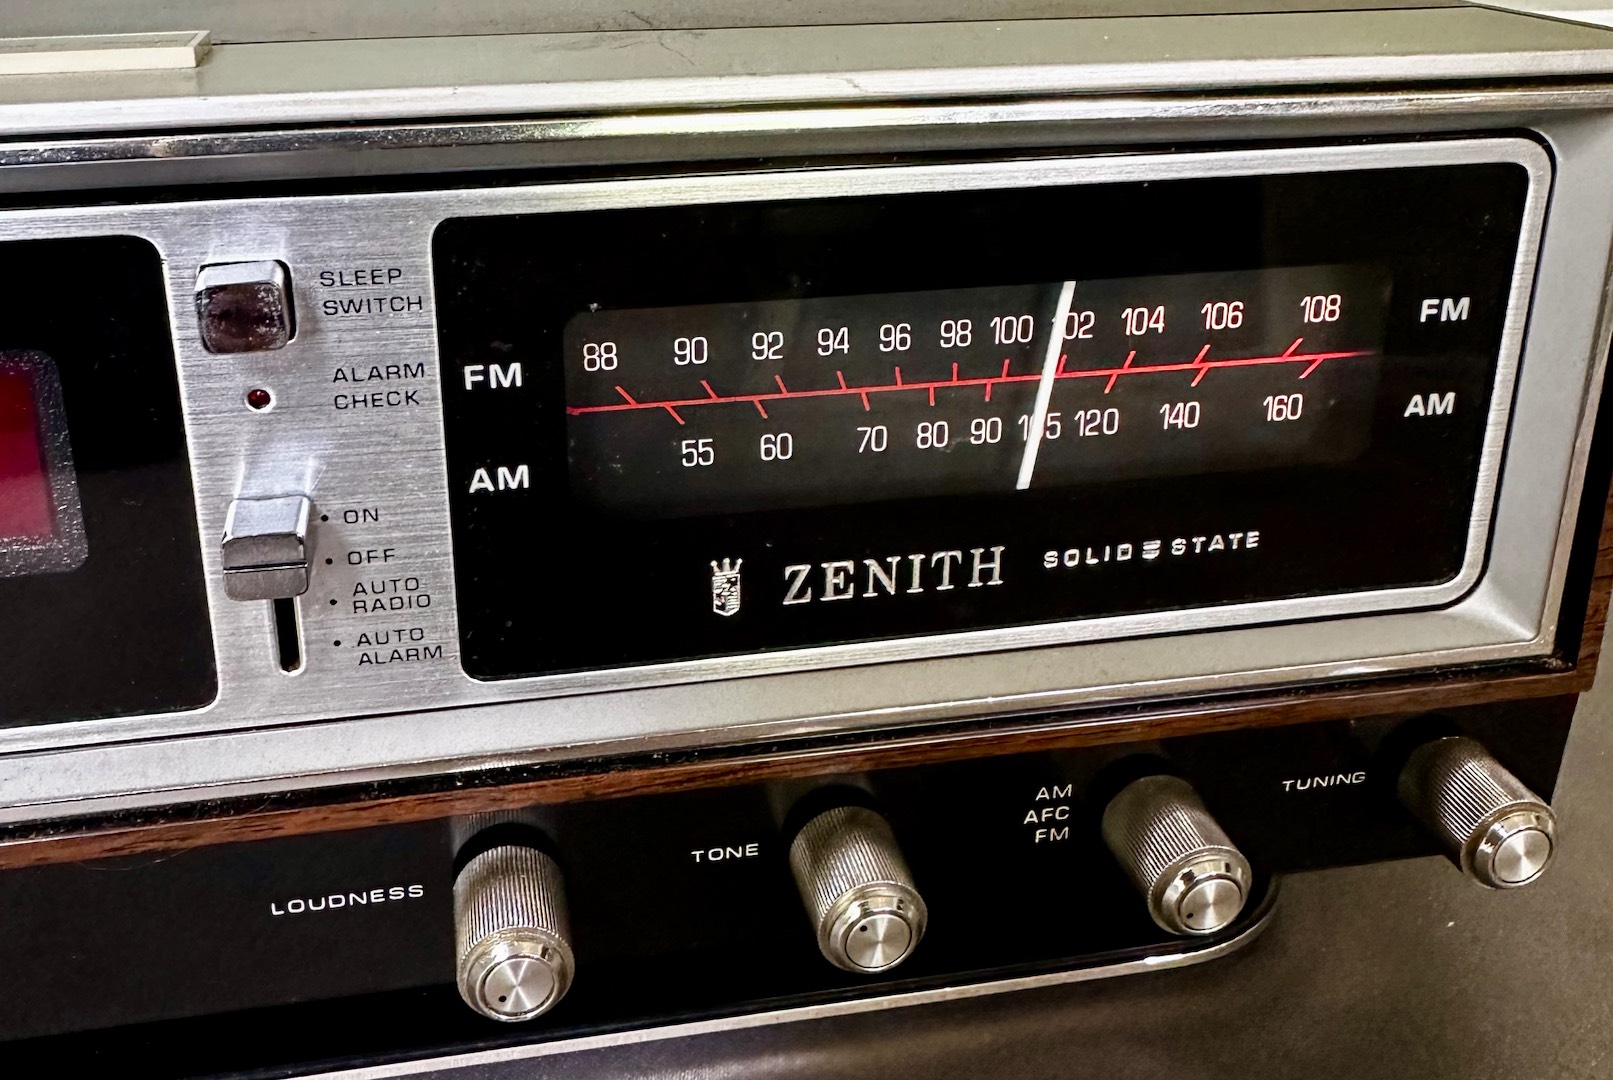 SLEEP
SWITCH
ALARM
CHECK
ON
OFF
AUTO
RADIO
AUTO
ALARM
FM 88 90 92 94 96 98 100 102 104 106 108 FM
AM 55 60 70 80 90 105 120 140 160 AM
ZENITH SOLID STATE
LOUDNESS
TONE
AM
AFC
FM
TUNING